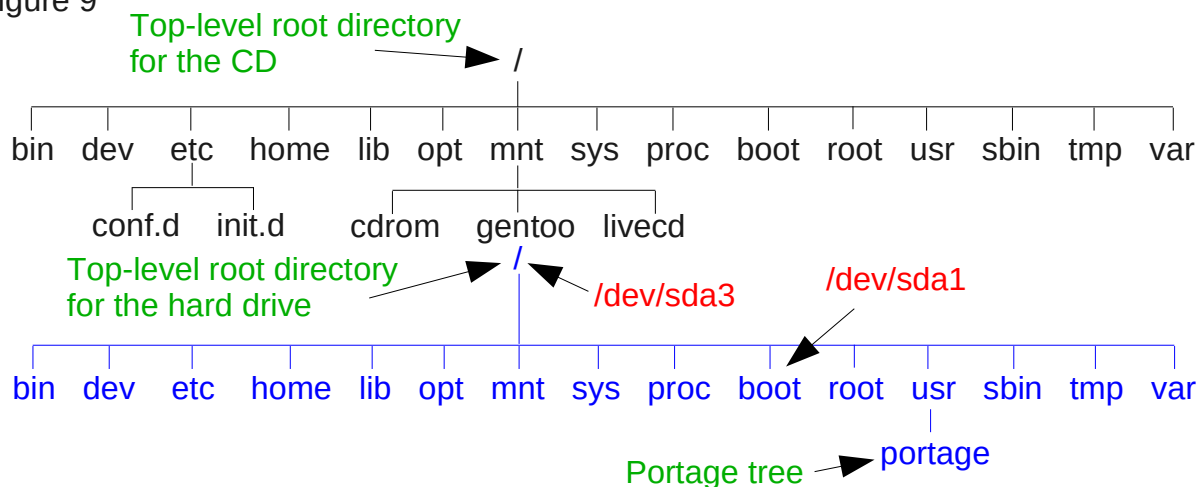 igure 9
Top-level root directory
for the CD
/
bin dev etc home lib opt mnt sys proc boot root usr sbin tmp var
conf.d init.d cdrom gentoo livecd
Top-level root directory
for the hard drive
/
/dev/sda3
/dev/sda1
bin dev etc home lib opt mnt sys proc boot root usr sbin tmp var
portage
Portage tree